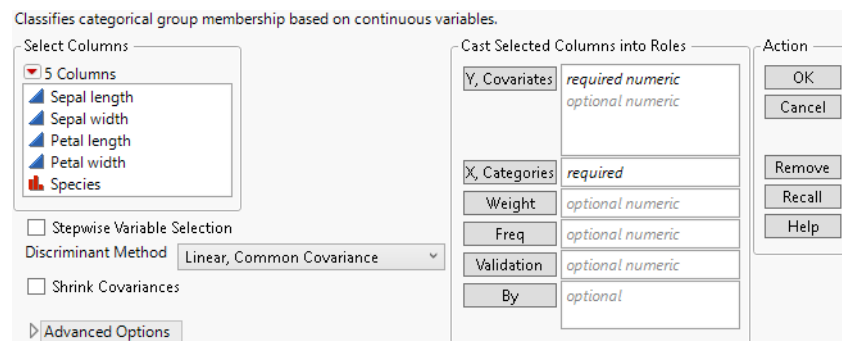 Classifies categorical group membership based on continuous variables.
Select Columns
5 Columns
Sepal length
Sepal width
Petal length
Petal width
Species
Stepwise Variable Selection
Discriminant Method Linear, Common Covariance
Shrink Covariances
Advanced Options
Cast Selected Columns into Roles
Y, Covariates required numeric
optional numeric
X, Categories required
Weight optional numeric
Freq optional numeric
Validation optional numeric
By optional
Action
OK
Cancel
Remove
Recall
Help